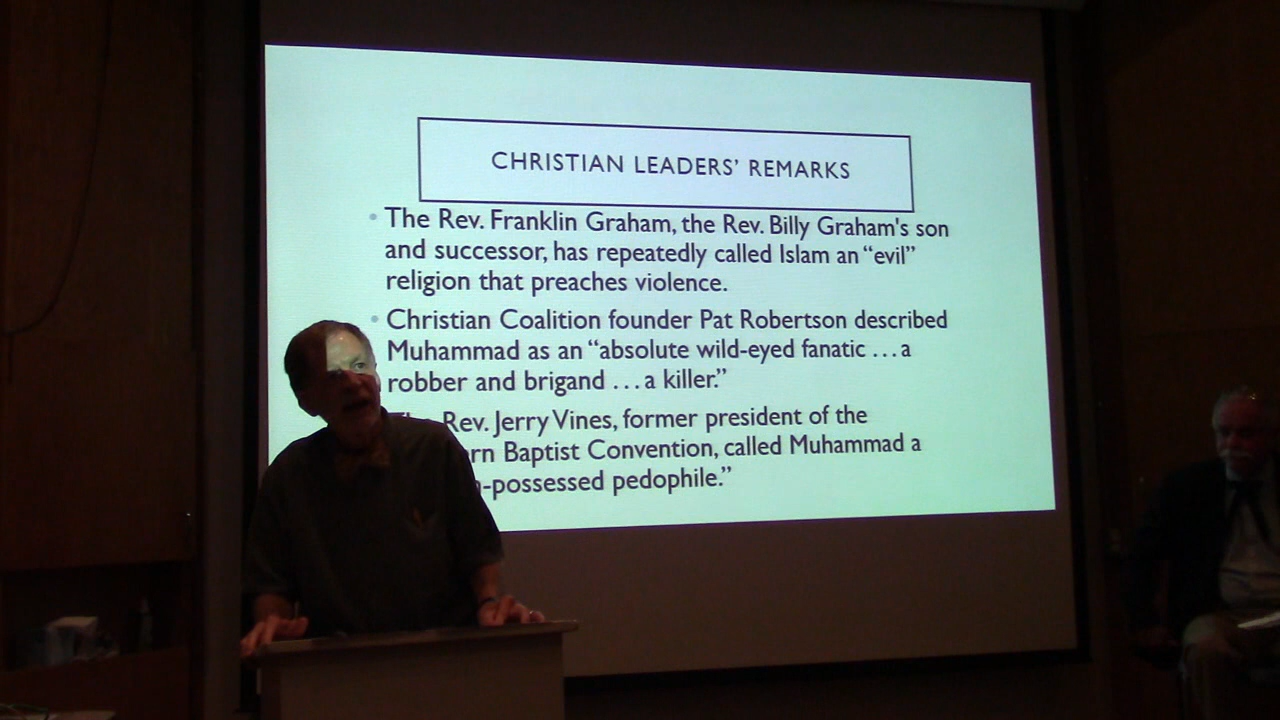 CHRISTIAN LEADERS' REMARKS
• The Rev. Franklin Graham, the Rev. Billy Graham's son
and successor, has repeatedly called Islam an “evil”
religion that preaches violence.
• Christian Coalition founder Pat Robertson described
Muhammad as an “absolute wild-eyed fanatic …a
robber and brigand …a killer.”
Rev. Jerry Vines, former president of the
Baptist Convention, called Muhammad a
-possessed pedophile.”